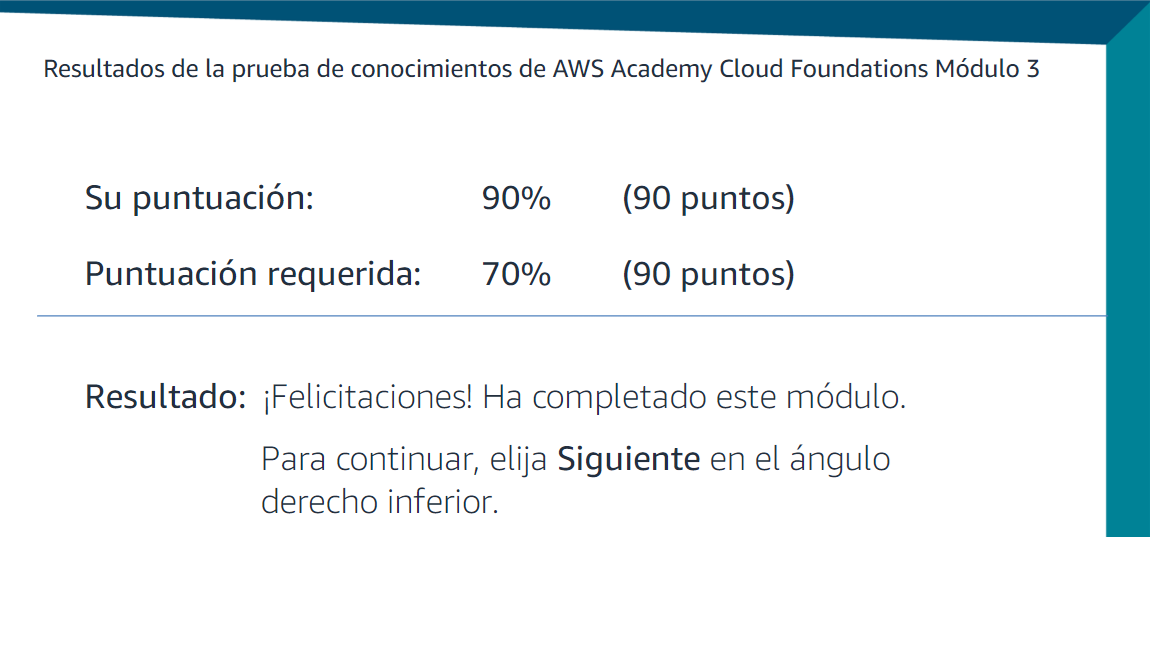 Resultados de la prueba de conocimientos de AWS Academy Cloud Foundations Módulo 3
Su puntuación: 90% (90 puntos)
Puntuación requerida: 70% (90 puntos)
Resultado: ¡Felicitaciones! Ha completado este módulo.
Para continuar, elija Siguiente en el ángulo
derecho inferior.